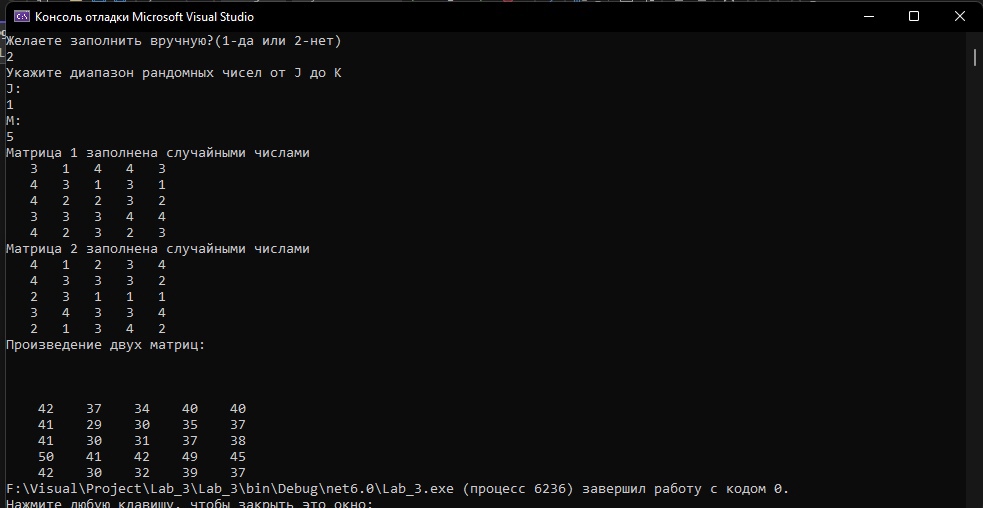 Консоль отладки Microsoft Visual Studio
Желаете заполнить вручную?(1-да или 2-нет)
2
Укажите диапазон рандомных чисел от J до K
J:
1
M:
5
Матрица 1 заполнена случайными числами
3 1 4 4 3
4 3 1 3 1
4 2 2 3 2
3 3 3 4 4
4 2 3 2 3
Матрица 2 заполнена случайными числами
4 1 2 3 4
4 3 3 3 2
2 3 1 1 1
3 4 3 3 4
2 1 3 4 2
Произведение двух матриц:
42 37 34 40 40
41 29 30 35 37
41 30 31 37 38
50 41 42 49 45
42 30 32 39 37
F:\Visual\Project\Lab_3\Lab_3\bin\Debug\net6.0\Lab_3.exe (процесс 6236) завершил работу с кодом 0.
Нажмите любую клавишу, чтобы закрыть это окно: